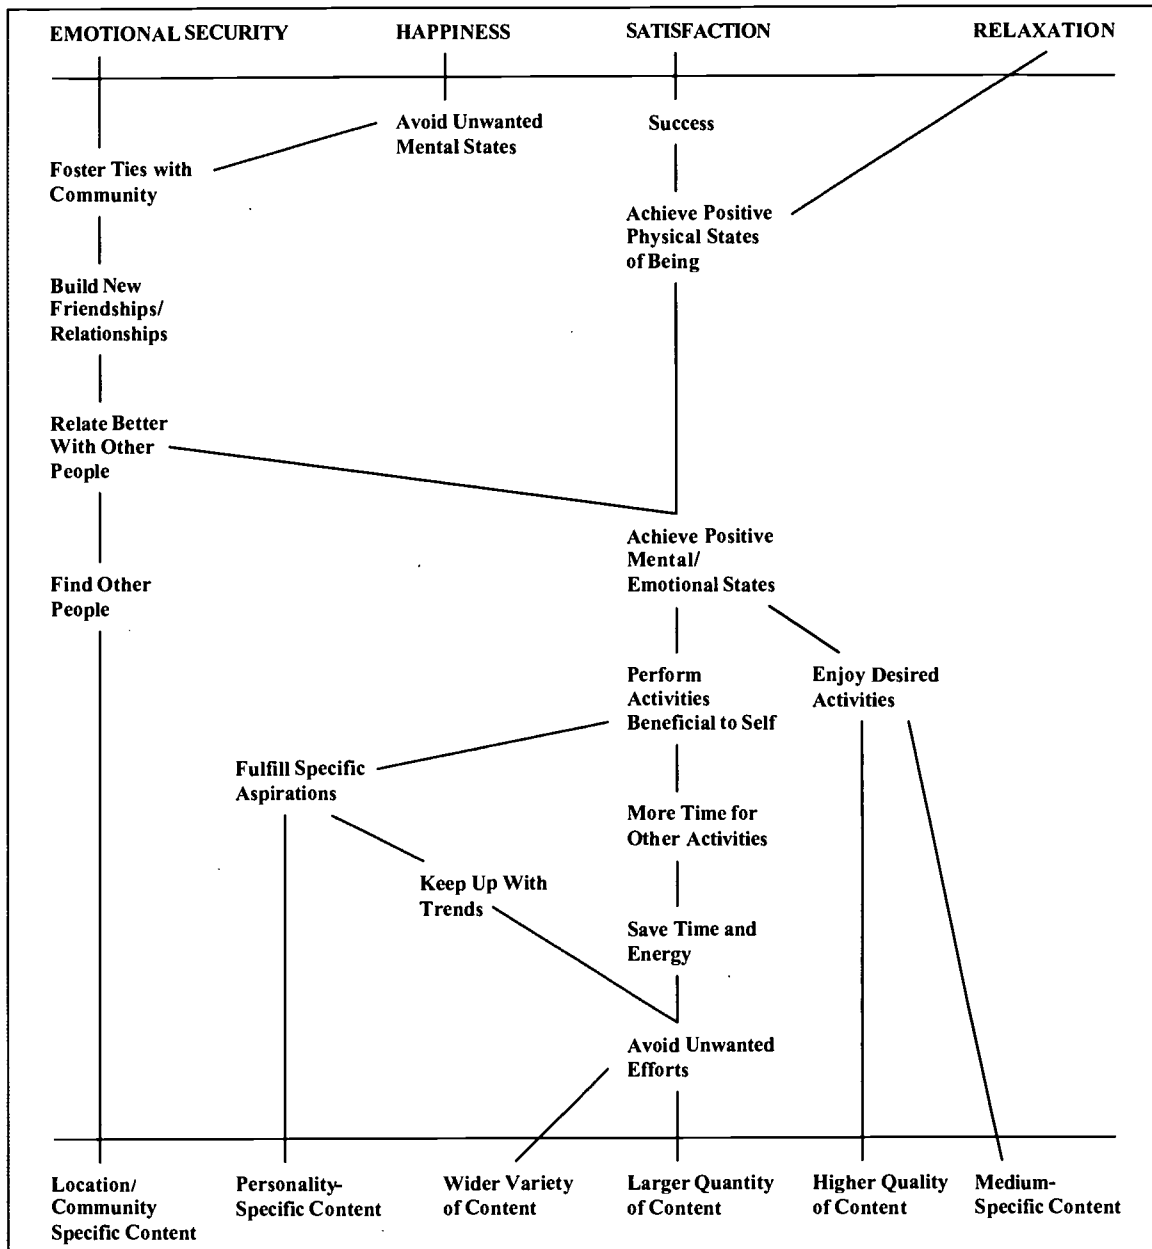 EMOTIONAL SECURITY
HAPPINESS
SATISFACTION
RELAXATION
Avoid Unwanted
Mental States
Success
Foster Ties with
Community
Achieve Positive
Physical States
of Being
Build New
Friendships/
Relationships
Relate Better
With Other
People
Achieve Positive
Mental/
Emotional States
Find Other
People
Perform
Activities
Beneficial to Self
Enjoy Desired
Activities
Fulfill Specific
Aspirations
More Time for
Other Activities
Keep Up With
Trends
Save Time and
Energy
Avoid Unwanted
Efforts
Location/
Community
Specific Content
Personality-
Specific Content
Wider Variety
of Content
Larger Quantity
of Content
Higher Quality
of Content
Medium-
Specific Content